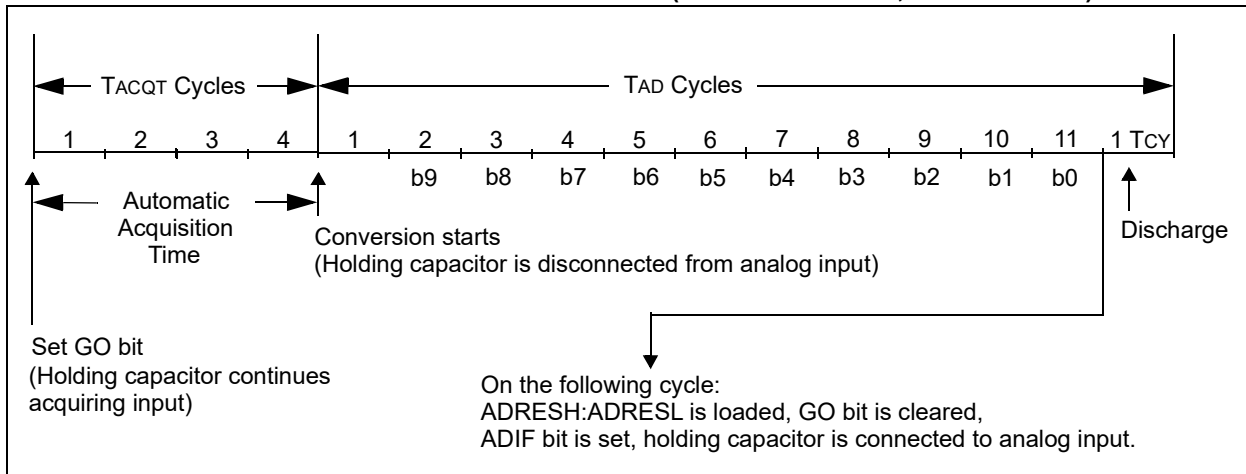 TACQT Cycles
TAD Cycles
1 2 3 4 1 2 3 4 5 6 7 8 9 10 11 1 TCY
b9 b8 b7 b6 b5 b4 b3 b2 b1 b0
Automatic
Acquisition
Time
Conversion starts
(Holding capacitor is disconnected from analog input)
Discharge
Set GO bit
(Holding capacitor continues
acquiring input)
On the following cycle:
ADRESH:ADRESL is loaded, GO bit is cleared,
ADIF bit is set, holding capacitor is connected to analog input.